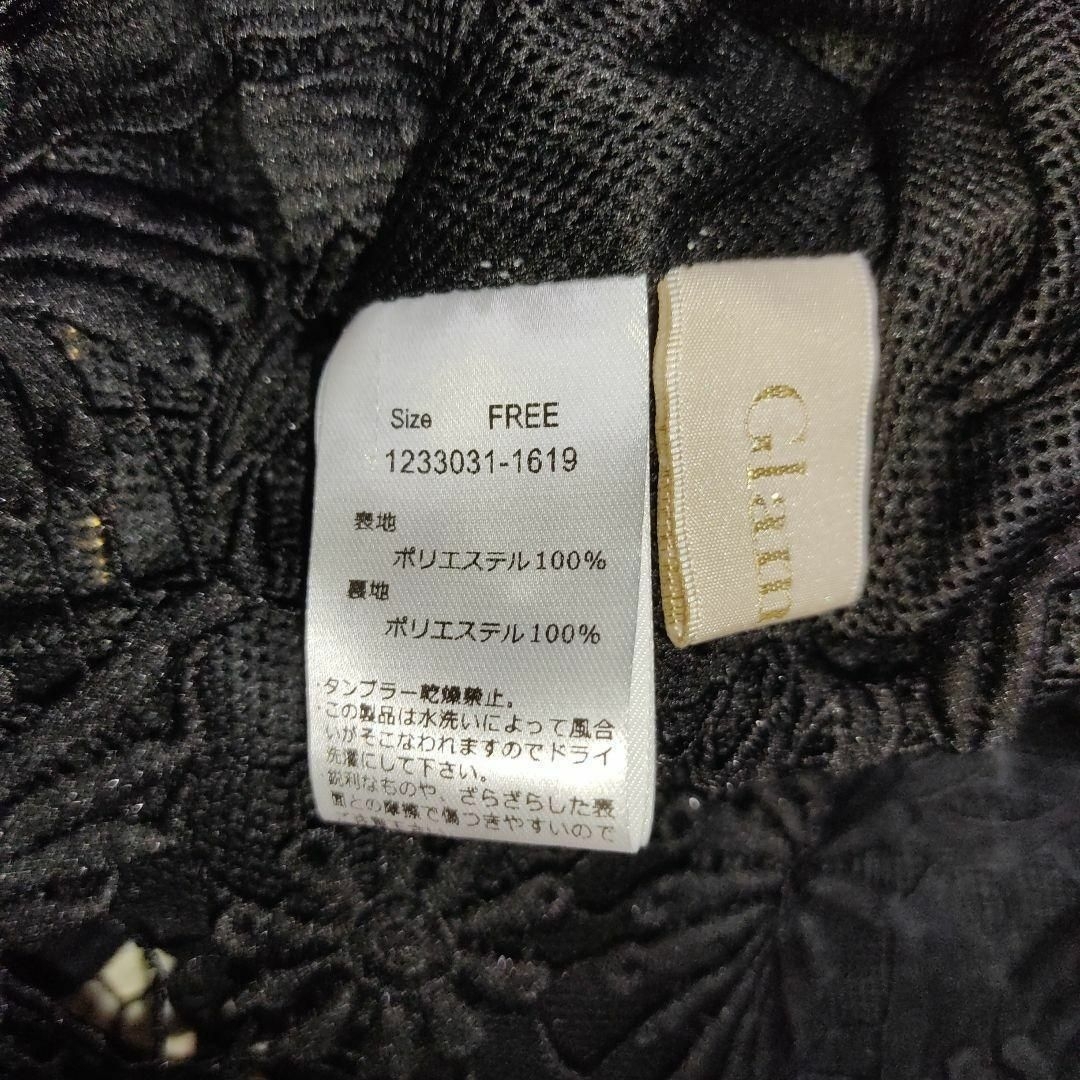 Size FREE
1233031-1619
表地
ポリエステル100%
裏地
ポリエステル100%
タンブラー乾燥禁止。
この製品は水洗いによって風合
いがそこなわれますのでドライ
洗濯にして下さい。
鋭利なものや、ざらざらした表
面との摩擦で傷つきやすいので